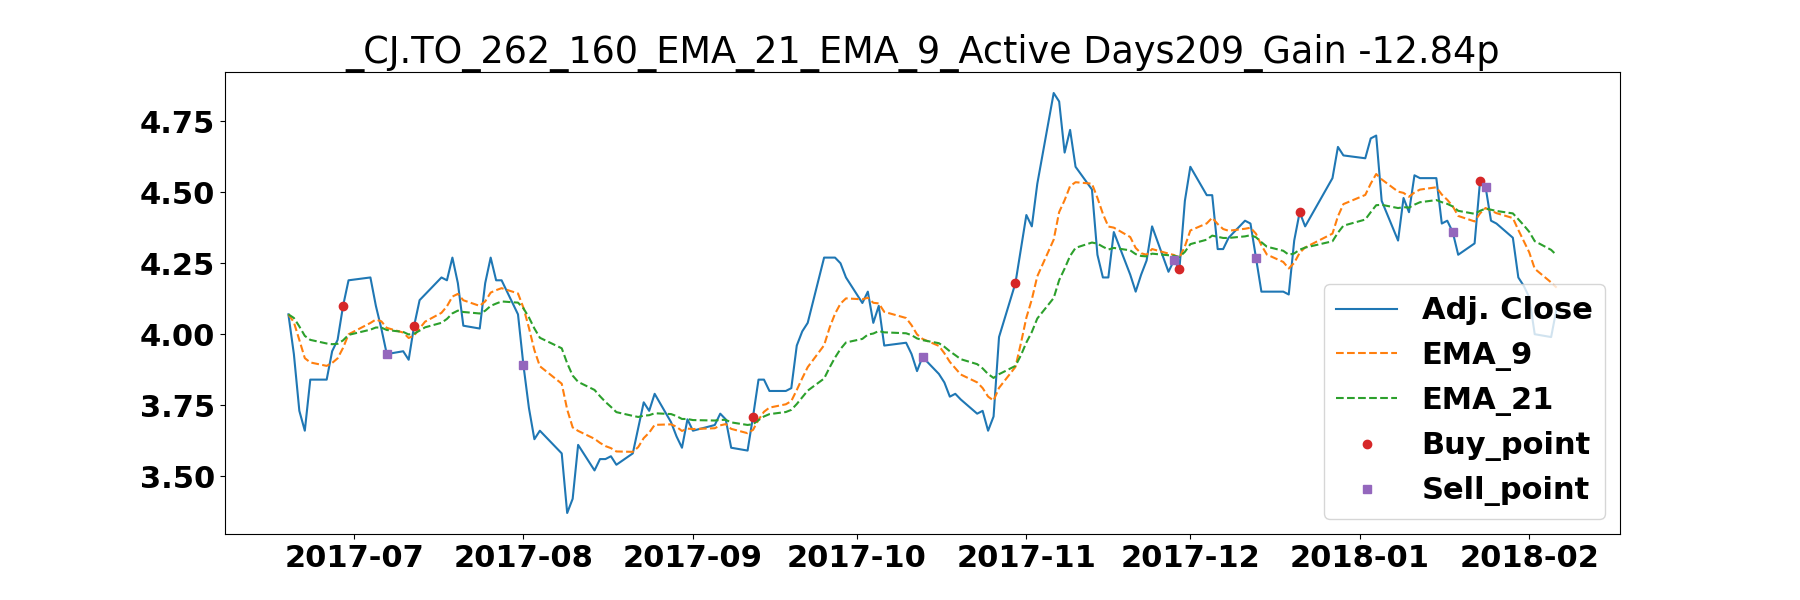 _CJ.TO_262_160_EMA_21_EMA_9_Active Days209_Gain -12.84p
4.75
4.50
4.25
4.00
3.75
3.50
Adj. Close
EMA_9
EMA_21
Buy_point
Sell_point
2017-07 2017-08 2017-09 2017-10 2017-11 2017-12 2018-01 2018-02